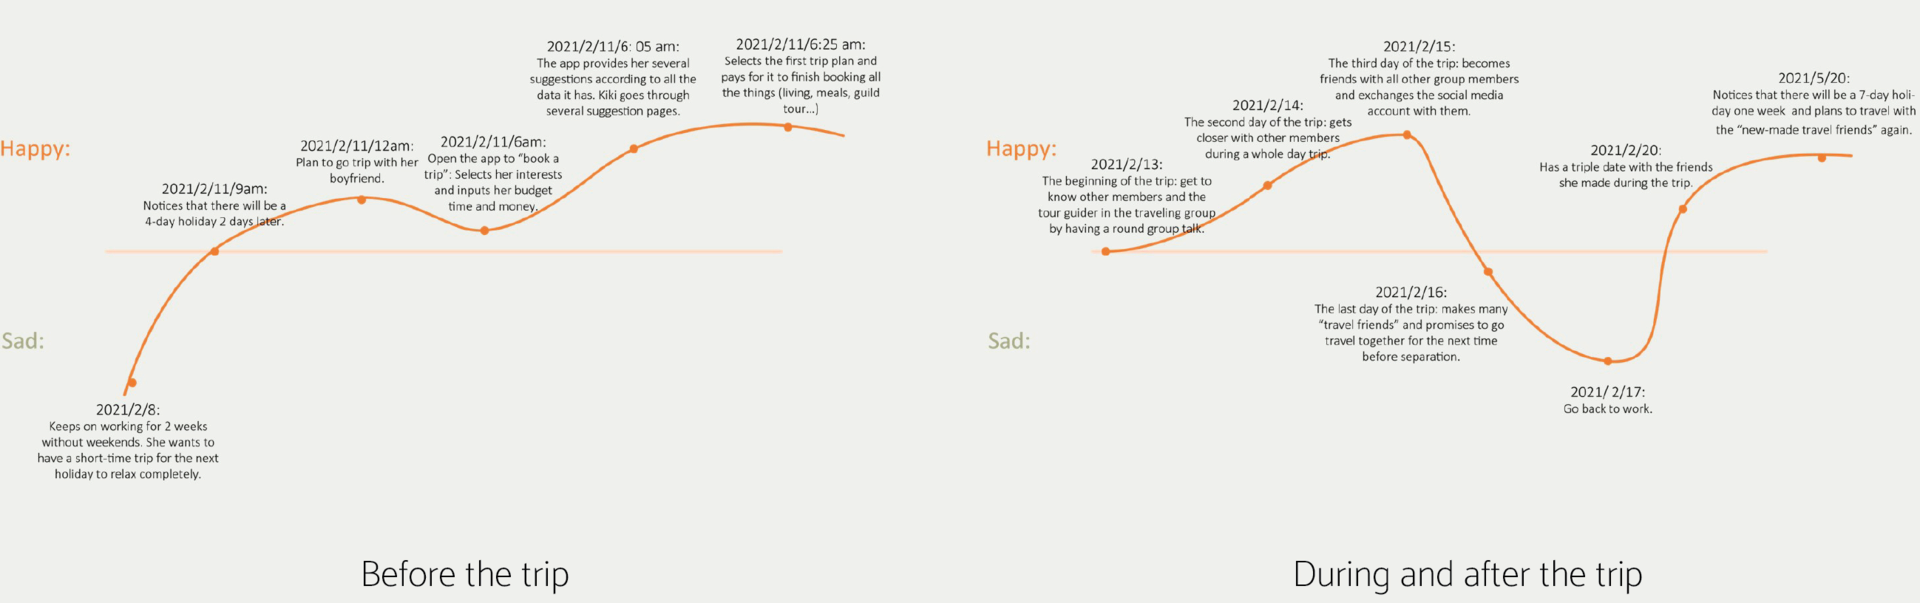 Happy:
Sad:
2021/2/8:
Keeps on working for 2 weeks
without weekends. She wants to
have a short-time trip for the next
holiday to relax completely.
2021/2/11/9am:
Notices that there will be a
4-day holiday 2 days later.
2021/2/11/12am:
Plan to go trip with her
boyfriend.
2021/2/11/6am:
Open the app to “book a
trip”: Selects her interests
and inputs her budget
time and money.
2021/2/11/6: 05 am:
The app provides her several
suggestions according to all the
data it has. Kiki goes through
several suggestion pages.
2021/2/11/6:25 am:
Selects the first trip plan and
pays for it to finish booking all
the things (living, meals, guild
tour...)
Before the trip
Happy:
Sad:
2021/2/13:
The beginning of the trip: get to
know other members and the
tour guider in the traveling group
by having a round group talk.
2021/2/14:
The second day of the trip: gets
closer with other members
during a whole day trip.
2021/2/15:
The third day of the trip: becomes
friends with all other group members
and exchanges the social media
account with them.
2021/2/16:
The last day of the trip: makes many
“travel friends” and promises to go
travel together for the next time
before separation.
2021/ 2/17:
Go back to work.
2021/2/20:
Has a triple date with the friends
she made during the trip.
2021/5/20:
Notices that there will be a 7-day holi-
day one week and plans to travel with
the “new-made travel friends” again.
During and after the trip